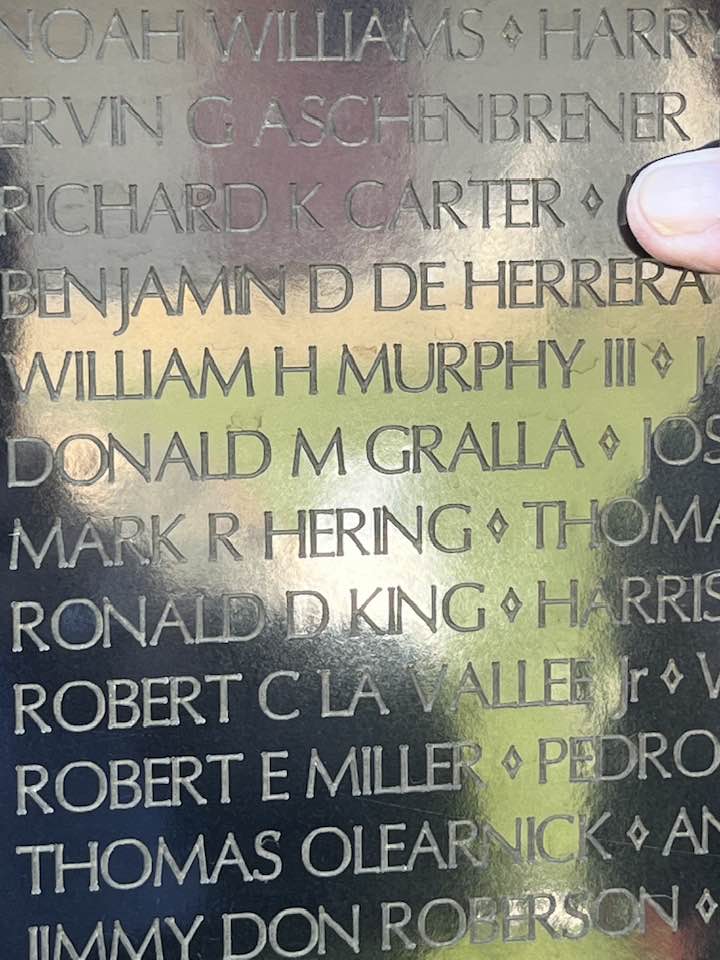 NOAH WILLIAMS ◊ HARRY
ERVIN G ASCHENBRENER
RICHARD K CARTER ◊
BENJAMIN D DE HERRERA
WILLIAM H MURPHY III ◊
DONALD M GRALLA ◊
MARK R HERING ◊
RONALD D KING ◊
ROBERT C LA VALLEE Jr ◊
ROBERT E MILLER ◊ PEDRO
THOMAS OLEARNICK ◊
JIMMY DON ROBERSON ◊